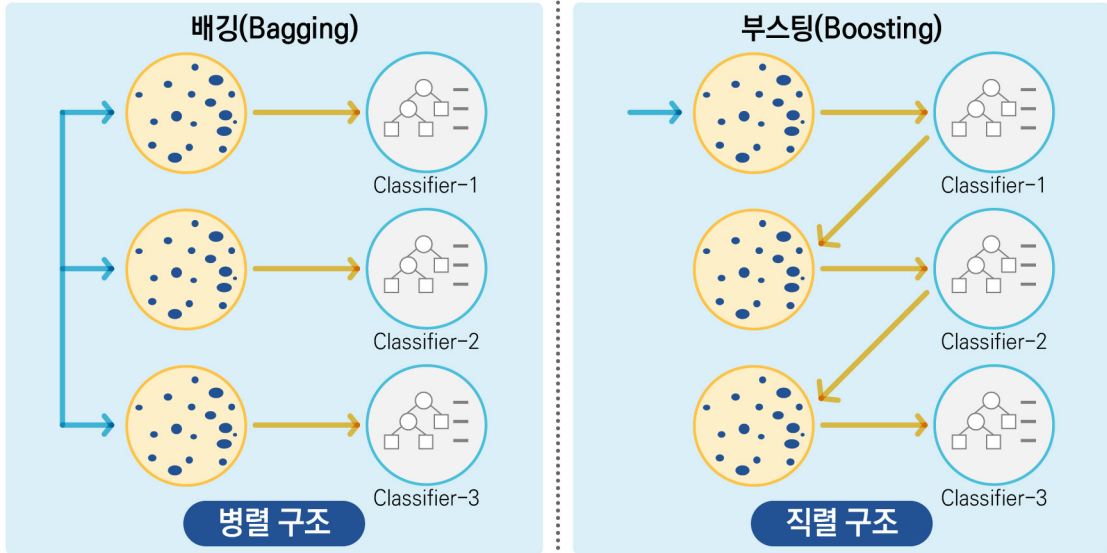 배깅(Bagging)
Classifier-1
Classifier-2
Classifier-3
병렬 구조
부스팅(Boosting)
Classifier-1
Classifier-2
Classifier-3
직렬 구조